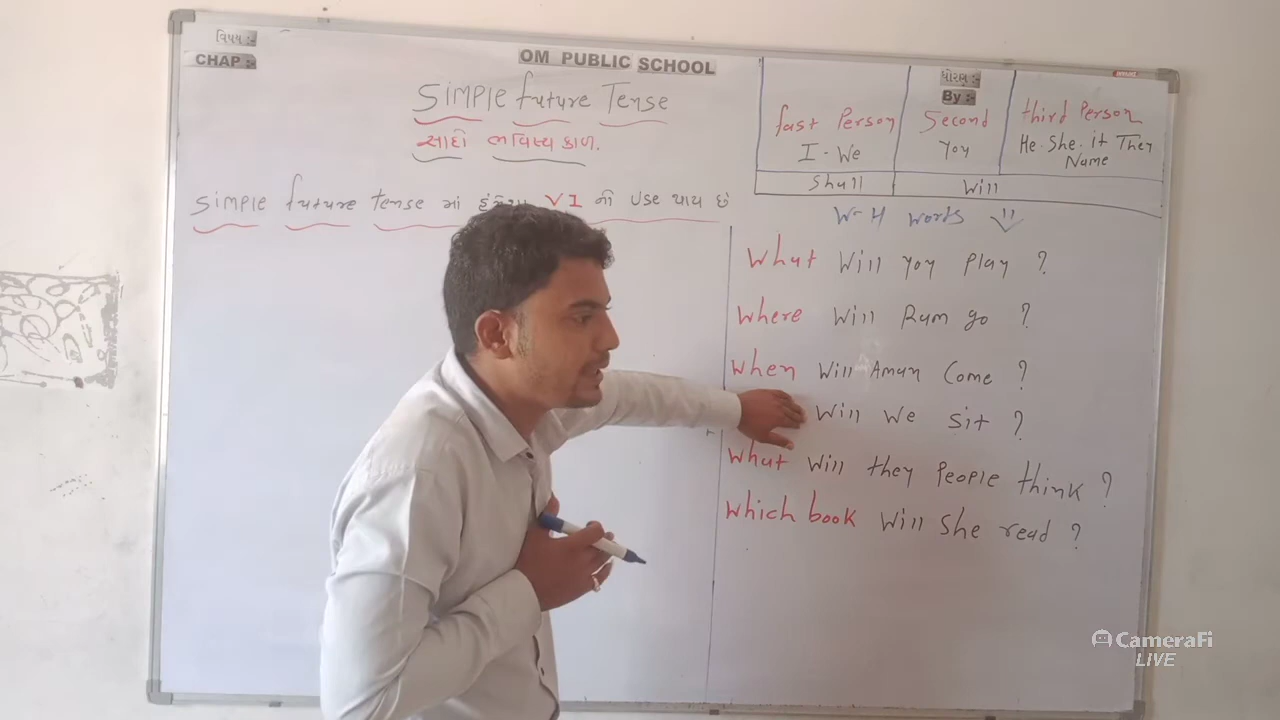 વિષય :-
CHAP :-
OM PUBLIC SCHOOL
ધોરણ :-
By :-
Simple future Tense
સાદો ભવિષ્ય કાળ.
fast Person
I - We
Second
You
third Person
He. She. it They
Name
Shall
Will
Simple future tense માં V1 નો use થાય છે
W-H words
What Will you Play ?
Where Will Ram go ?
When Will Aman Come ?
Will We sit ?
What Will they People think ?
Which book Will She read ?
CameraFi
LIVE